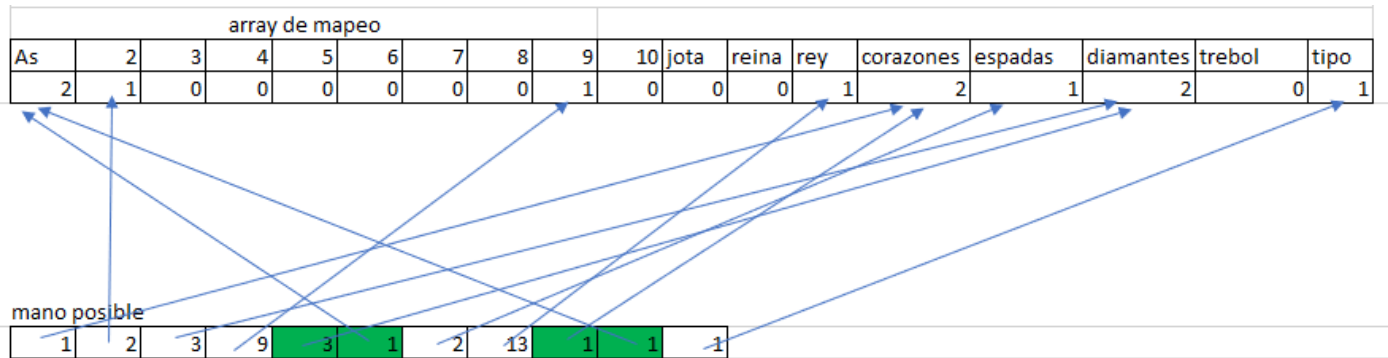 array de mapeo
As 2 3 4 5 6 7 8 9 10 jota reina rey corazones espadas diamantes trebol tipo
2 1 0 0 0 0 0 0 1 0 0 0 1 2 1 2 0 1
mano posible
1 2 3 9 3 1 2 13 1 1 1